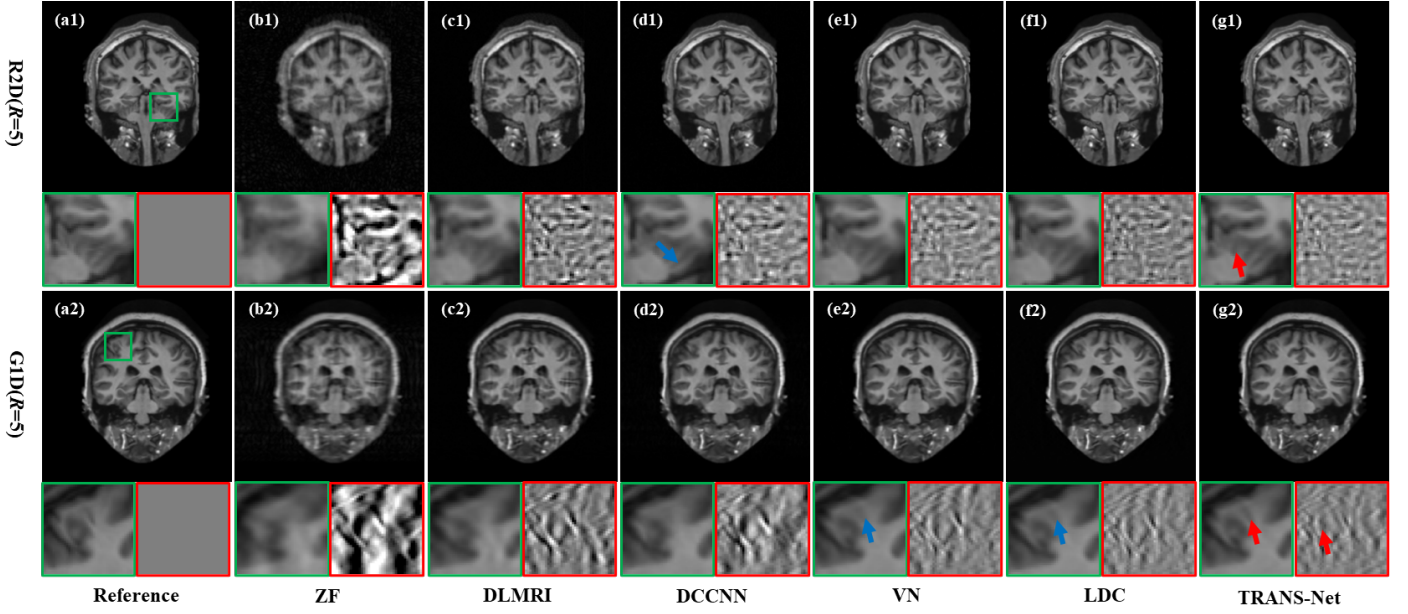 (a1) (b1) (c1) (d1) (e1) (f1) (g1)
R2D(R=5)
(a2) (b2) (c2) (d2) (e2) (f2) (g2)
G1D(R=5)
Reference ZF DLMRI DCCNN VN LDC TRANS-Net